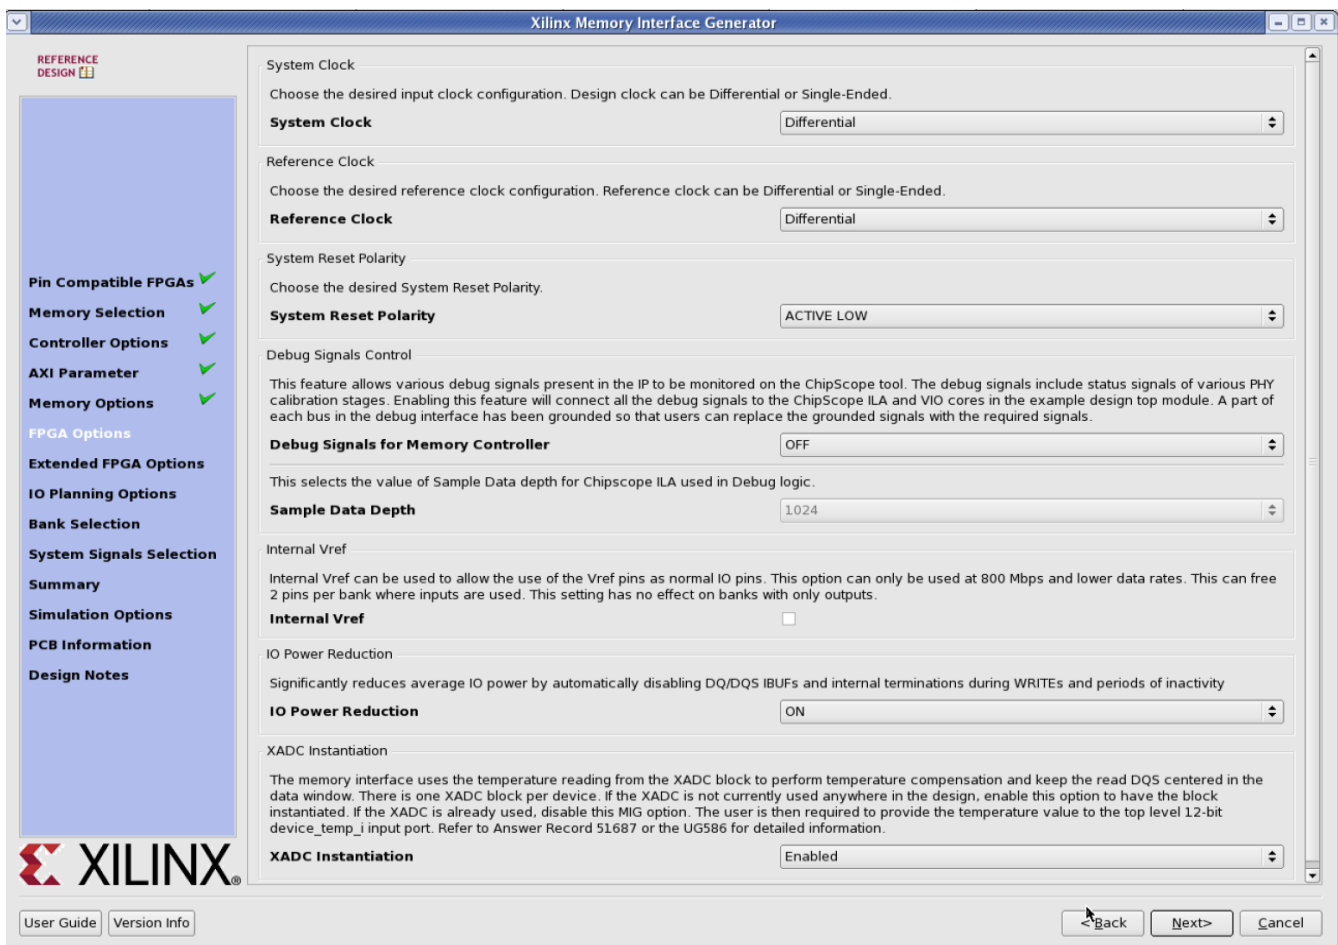 Xilinx Memory Interface Generator
REFERENCE
DESIGN
Pin Compatible FPGAs
Memory Selection
Controller Options
AXI Parameter
Memory Options
FPGA Options
Extended FPGA Options
IO Planning Options
Bank Selection
System Signals Selection
Summary
Simulation Options
PCB Information
Design Notes
XILINX®
System Clock
Choose the desired input clock configuration. Design clock can be Differential or Single-Ended.
System Clock Differential
Reference Clock
Choose the desired reference clock configuration. Reference clock can be Differential or Single-Ended.
Reference Clock Differential
System Reset Polarity
Choose the desired System Reset Polarity.
System Reset Polarity ACTIVE LOW
Debug Signals Control
This feature allows various debug signals present in the IP to be monitored on the ChipScope tool. The debug signals include status signals of various PHY
calibration stages. Enabling this feature will connect all the debug signals to the ChipScope ILA and VIO cores in the example design top module. A part of
each bus in the debug interface has been grounded so that users can replace the grounded signals with the required signals.
Debug Signals for Memory Controller OFF
This selects the value of Sample Data depth for Chipscope ILA used in Debug logic.
Sample Data Depth 1024
Internal Vref
Internal Vref can be used to allow the use of the Vref pins as normal IO pins. This option can only be used at 800 Mbps and lower data rates. This can free
2 pins per bank where inputs are used. This setting has no effect on banks with only outputs.
Internal Vref
IO Power Reduction
Significantly reduces average IO power by automatically disabling DQ/DQS IBUFs and internal terminations during WRITEs and periods of inactivity
IO Power Reduction ON
XADC Instantiation
The memory interface uses the temperature reading from the XADC block to perform temperature compensation and keep the read DQS centered in the
data window. There is one XADC block per device. If the XADC is not currently used anywhere in the design, enable this option to have the block
instantiated. If the XADC is already used, disable this MIG option. The user is then required to provide the temperature value to the top level 12-bit
device_temp_i input port. Refer to Answer Record 51687 or the UG586 for detailed information.
XADC Instantiation Enabled
User Guide Version Info <Back Next> Cancel